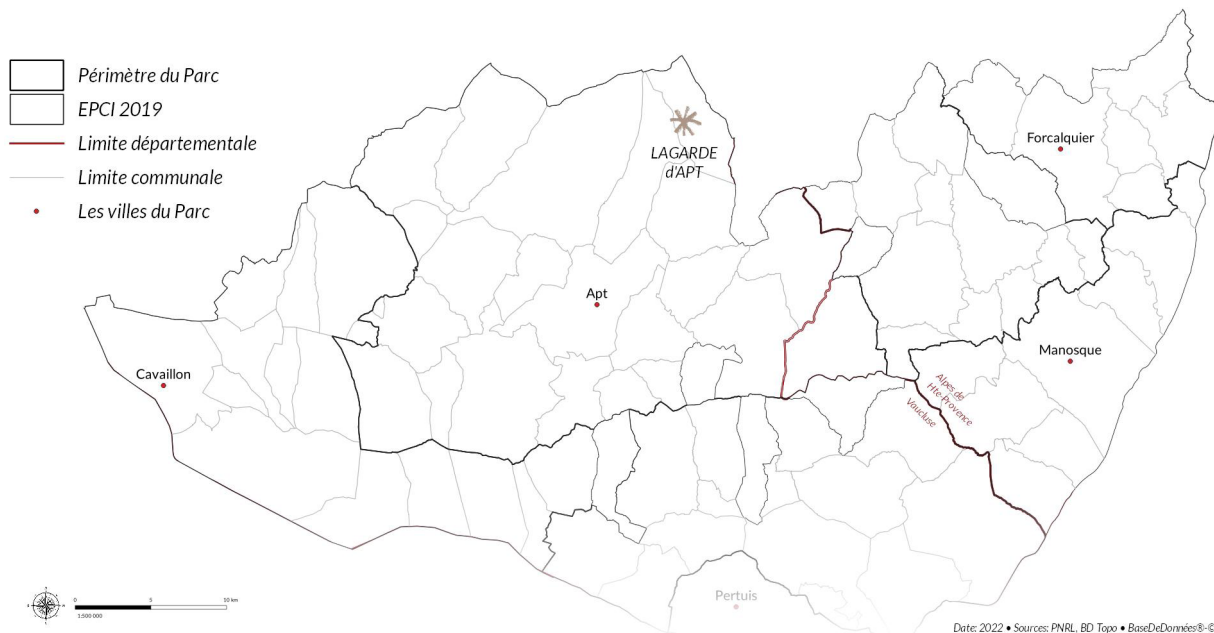 Périmètre du Parc
EPCI 2019
Limite départementale
Limite communale
Les villes du Parc
LAGARDE
d'APT
Forcalquier
Apt
Cavaillon
Manosque
Alpes de
Hte-Provence
Vaucluse
Pertuis
0 5 10 km
1:500 000
Date: 2022 • Sources: PNRL, BD Topo • BaseDeDonnées®-©